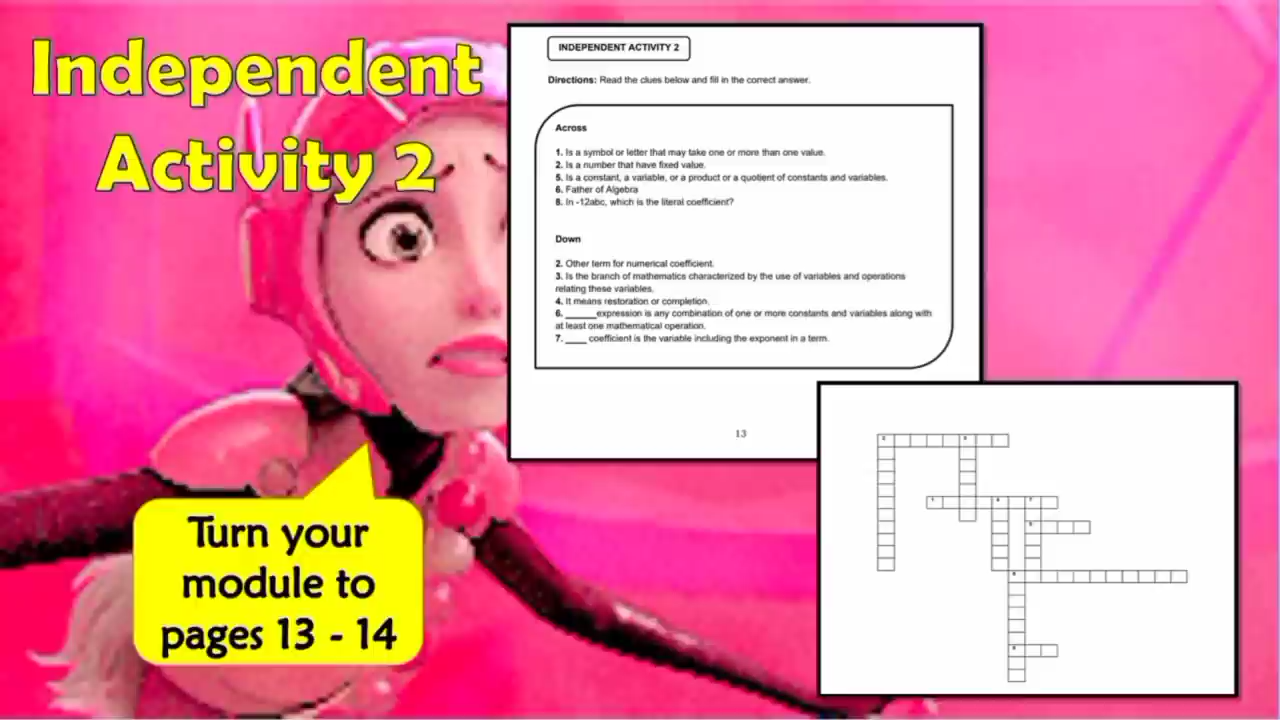 Independent
Activity 2
INDEPENDENT ACTIVITY 2
Directions: Read the clues below and fill in the correct answer.
Across
1. Is a symbol or letter that may take one or more than one value.
2. Is a number that have fixed value.
5. Is a constant, a variable, or a product or a quotient of constants and variables.
6. Father of Algebra
8. In -12abc, which is the literal coefficient?
Down
2. Other term for numerical coefficient.
3. Is the branch of mathematics characterized by the use of variables and operations
relating these variables.
4. It means restoration or completion.
6. ______expression is any combination of one or more constants and variables along with
at least one mathematical operation.
7. ____ coefficient is the variable including the exponent in a term.
13
Turn your
module to
pages 13 - 14